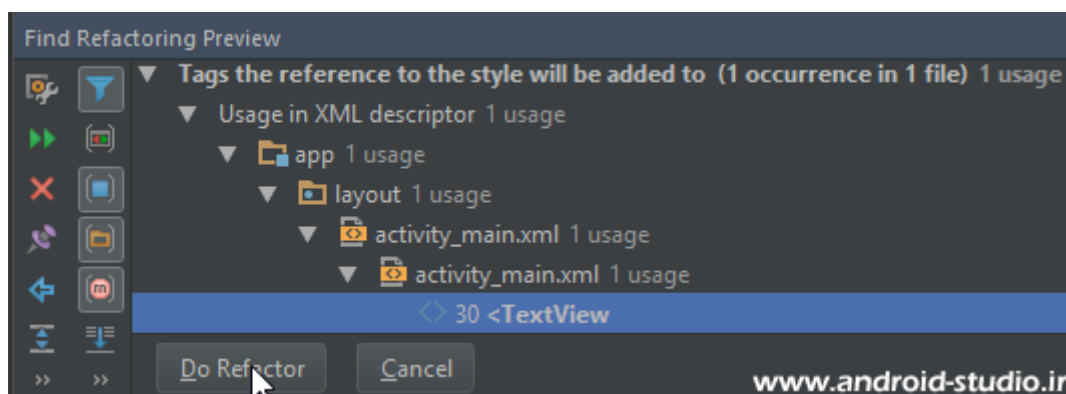 Find Refactoring Preview
Tags the reference to the style will be added to (1 occurrence in 1 file) 1 usage
Usage in XML descriptor 1 usage
app 1 usage
layout 1 usage
activity_main.xml 1 usage
activity_main.xml 1 usage
30 <TextView
Do Refactor Cancel
www.android-studio.ir